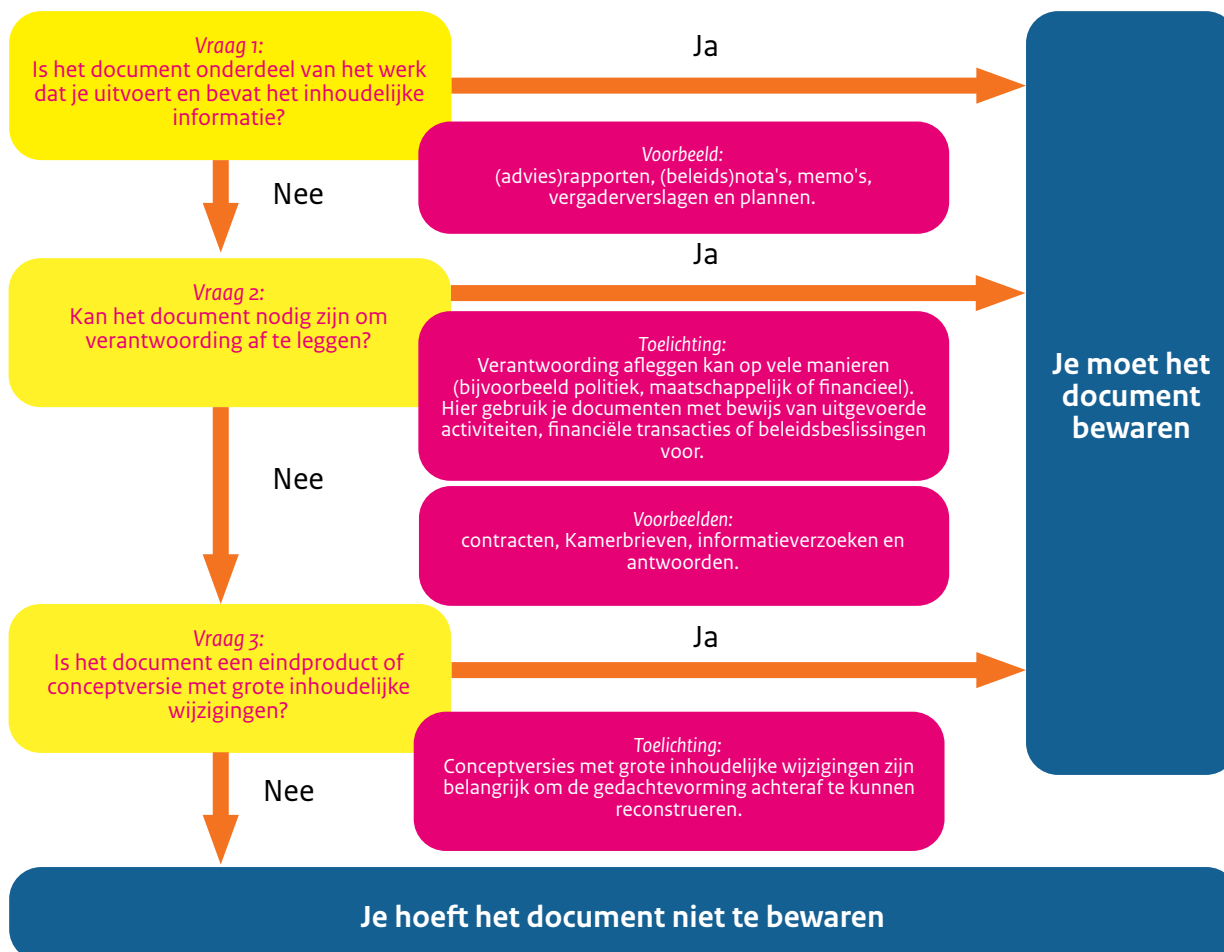 Vraag 1:
Is het document onderdeel van het werk
dat je uitvoert en bevat het inhoudelijke
informatie?
Ja
Voorbeeld:
(advies)rapporten, (beleids)nota's, memo's,
vergaderverslagen en plannen.
Nee
Vraag 2:
Kan het document nodig zijn om
verantwoording af te leggen?
Ja
Toelichting:
Verantwoording afleggen kan op vele manieren
(bijvoorbeeld politiek, maatschappelijk of financieel).
Hier gebruik je documenten met bewijs van uitgevoerde
activiteiten, financiële transacties of beleidsbeslissingen
voor.
Nee
Voorbeelden:
contracten, Kamerbrieven, informatieverzoeken en
antwoorden.
Vraag 3:
Is het document een eindproduct of
conceptversie met grote inhoudelijke
wijzigingen?
Ja
Toelichting:
Conceptversies met grote inhoudelijke wijzigingen zijn
belangrijk om de gedachtevorming achteraf te kunnen
reconstrueren.
Nee
Je moet het
document
bewaren
Je hoeft het document niet te bewaren